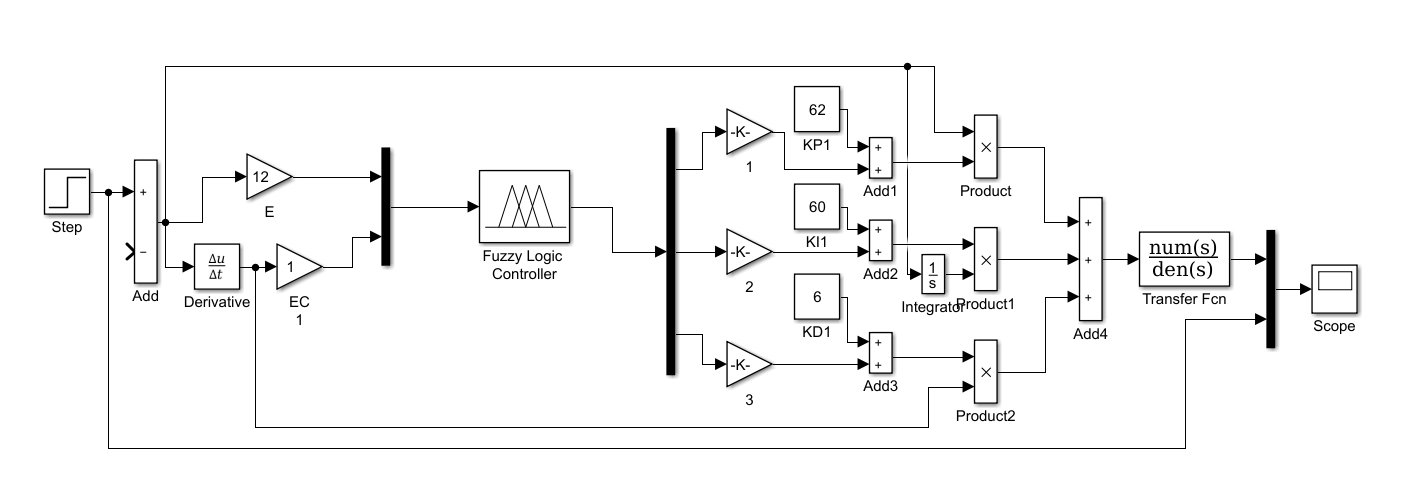 Step
+
−
Add
12
E
Δu
Δt
Derivative
1
EC
1
Fuzzy Logic
Controller
-K-
1
-K-
2
-K-
3
62
KP1
60
KI1
6
KD1
+
+
Add1
+
+
Add2
+
+
Add3
1
s
Integrator
×
Product
×
Product1
×
Product2
+
+
+
Add4
num(s)
den(s)
Transfer Fcn
Scope